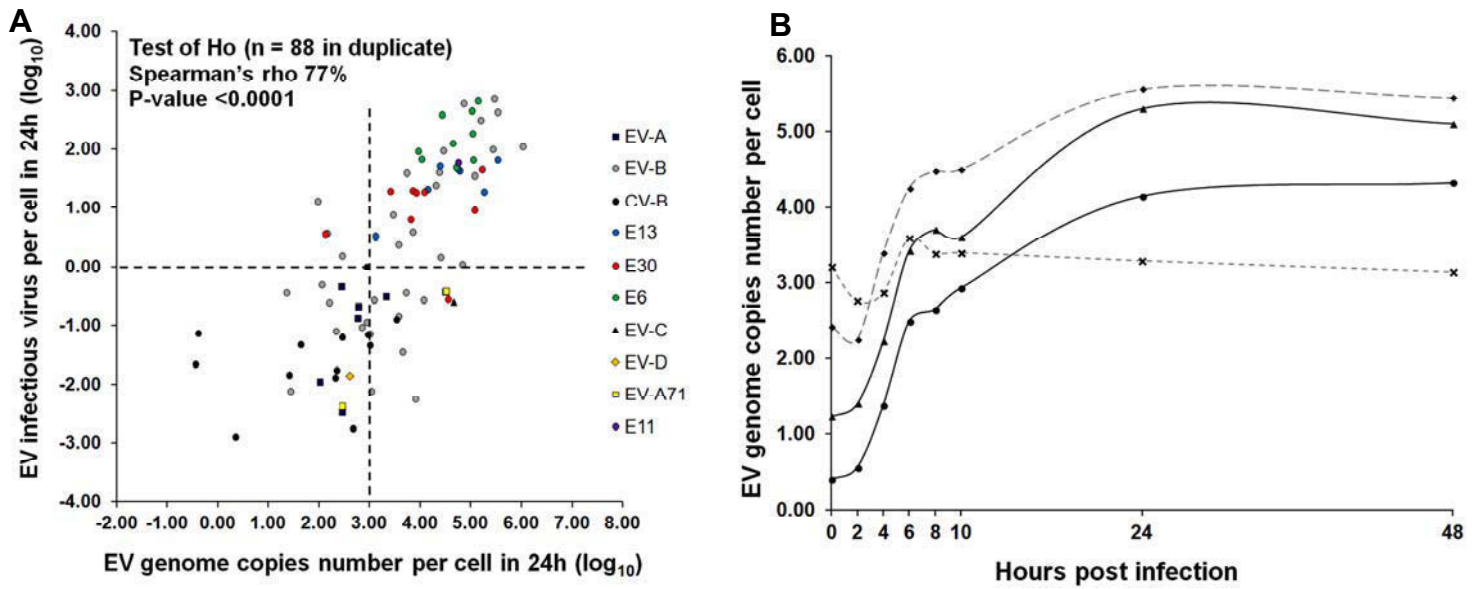 A
EV infectious virus per cell in 24h (log10)
4.00
3.00
2.00
1.00
0.00
-1.00
-2.00
-3.00
-4.00
Test of Ho (n = 88 in duplicate)
Spearman's rho 77%
P-value <0.0001
EV-A
EV-B
CV-B
E13
E30
E6
EV-C
EV-D
EV-A71
E11
-2.00 -1.00 0.00 1.00 2.00 3.00 4.00 5.00 6.00 7.00 8.00
EV genome copies number per cell in 24h (log10)
B
EV genome copies number per cell
6.00
5.00
4.00
3.00
2.00
1.00
0.00
0 2 4 6 8 10 24 48
Hours post infection